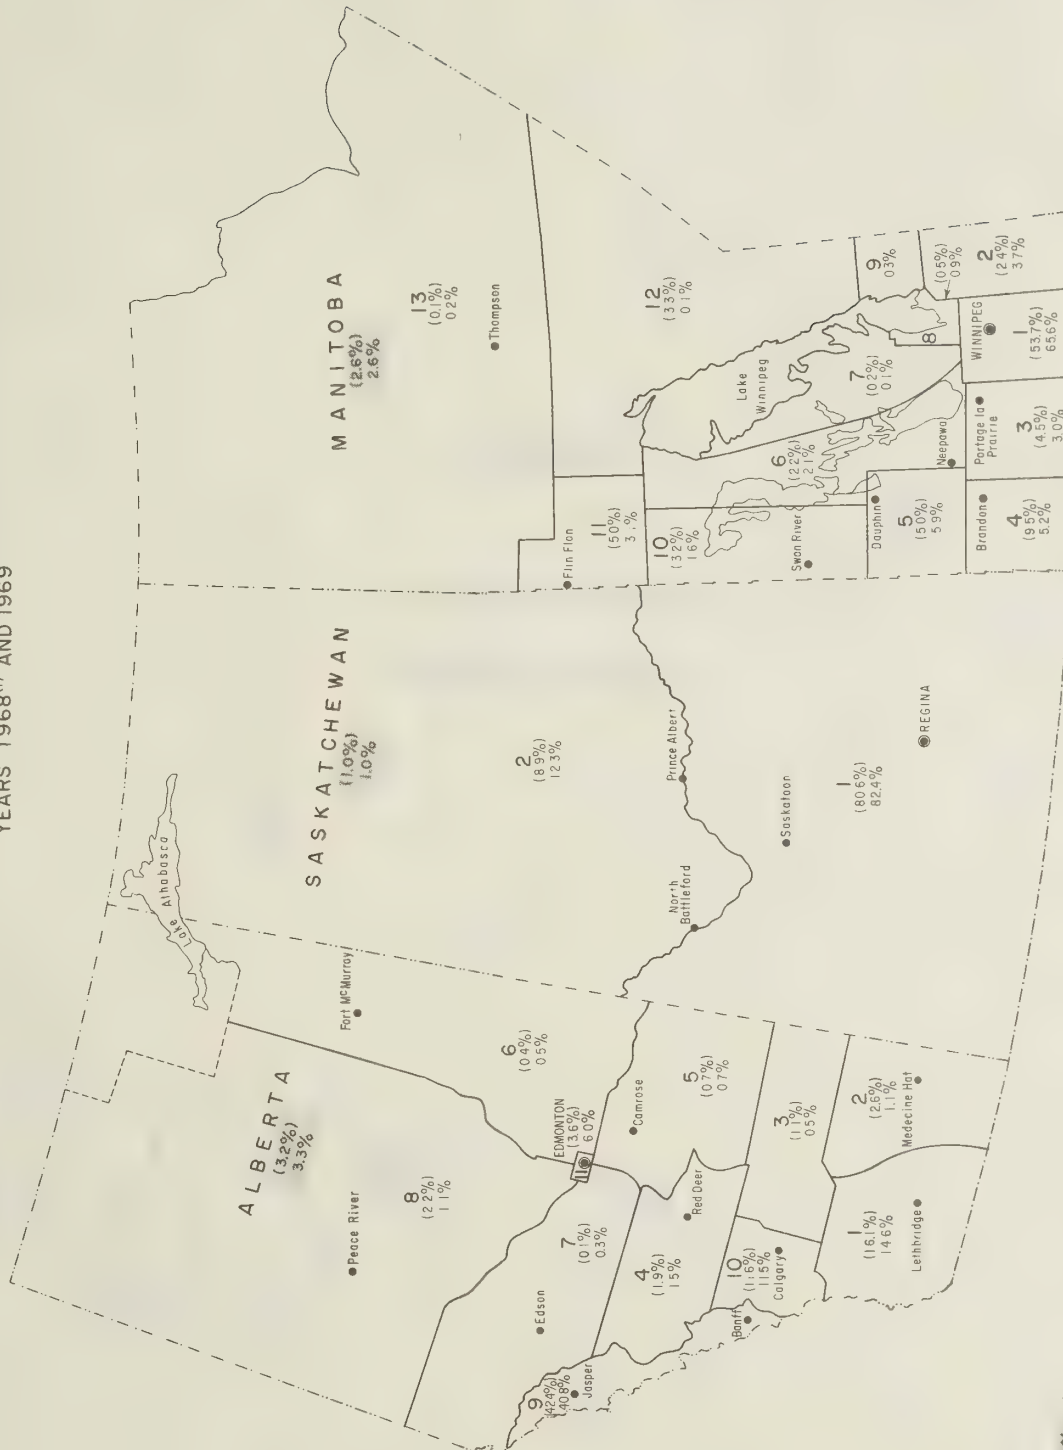 YEARS 1968(1) AND 1969
ALBERTA
(3.2%)
3.3%
Peace River
8
(2.2%)
1.1%
Fort McMurray
6
(0.4%)
0.5%
Lake Athabasca
EDMONTON
(3.6%)
6.0%
11
Edson
7
(0.1%)
0.3%
9
(42.4%)
40.8%
Jasper
Camrose
5
(0.7%)
0.7%
4
(1.9%)
1.5%
Red Deer
3
(1.1%)
0.5%
10
(11.6%)
11.5%
Calgary
Banff
2
(2.6%)
1.1%
Medecine Hat
1
(16.1%)
14.6%
Lethbridge
SASKATCHEWAN
(1.0%)
1.0%
2
(8.9%)
12.3%
Prince Albert
North
Battleford
Saskatoon
1
(80.6%)
82.4%
REGINA
MANITOBA
(2.6%)
2.6%
13
(0.1%)
0.2%
Thompson
Flin Flon
11
(5.0%)
3.1%
12
(3.3%)
0.1%
10
(3.2%)
1.6%
Swan River
Lake
Winnipeg
6
(2.2%)
2.1%
7
(0.2%)
0.1%
8
(0.5%)
0.9%
9
0.3%
Dauphin
5
(5.0%)
5.9%
Neepawa
WINNIPEG
1
(53.7%)
65.6%
2
(2.4%)
3.7%
Portage la
Prairie
3
(4.5%)
3.0%
Brandon
4
(9.5%)
5.2%